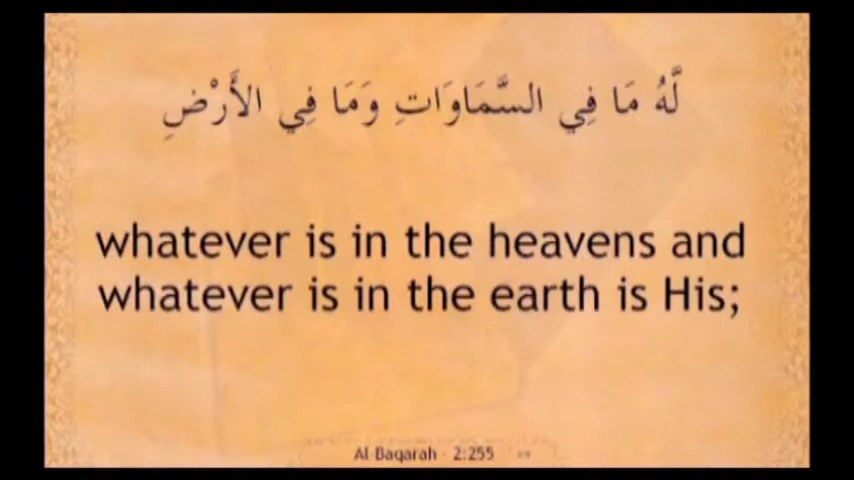 لَّهُ مَا فِي السَّمَاوَاتِ وَمَا فِي الأَرْضِ
whatever is in the heavens and
whatever is in the earth is His;
Al-Baqarah - 2:255